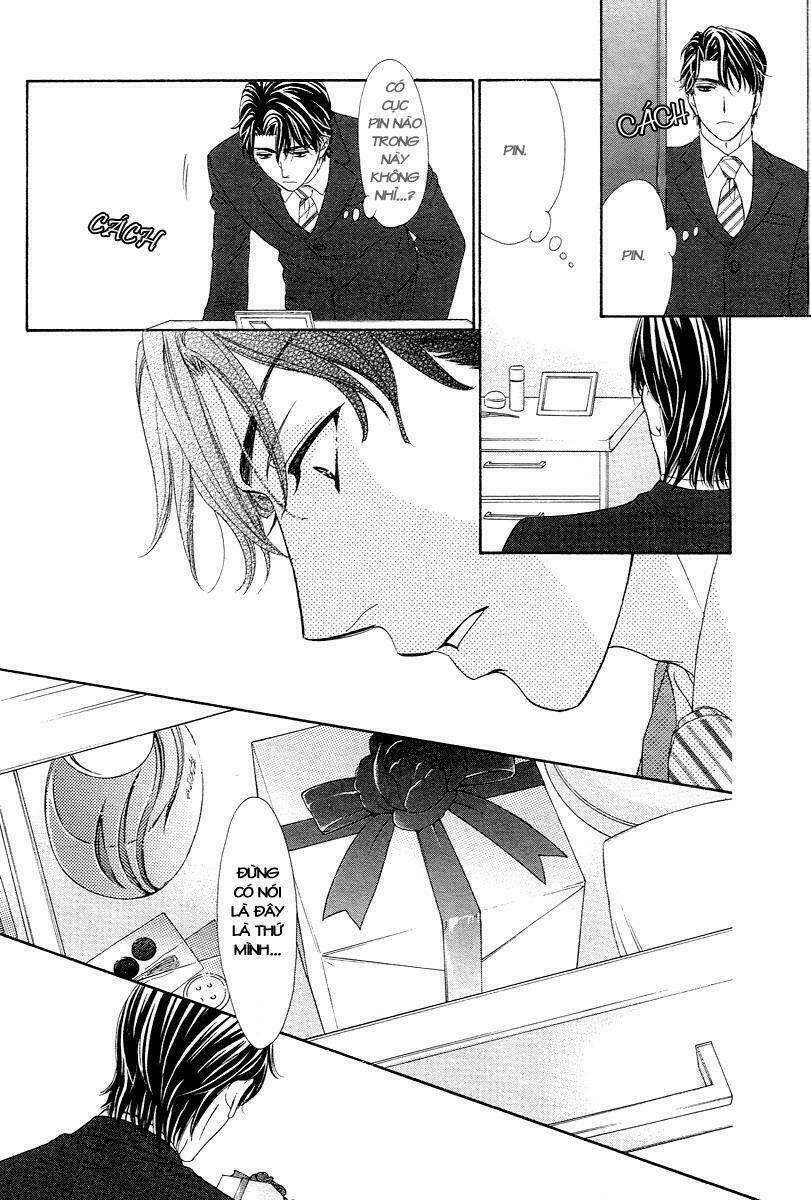 CÁCH
PIN.
PIN.
CÓ
CỤC
PIN NÀO
TRONG
NÀY
KHÔNG
NHỈ...?
CÁCH
ĐỪNG
CÓ NÓI
LÀ ĐÂY
LÀ THỨ
MÌNH...